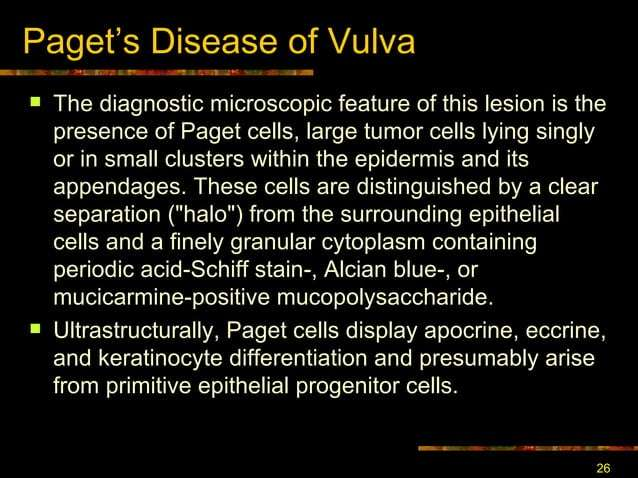 Paget’s Disease of Vulva
The diagnostic microscopic feature of this lesion is the
presence of Paget cells, large tumor cells lying singly
or in small clusters within the epidermis and its
appendages. These cells are distinguished by a clear
separation ("halo") from the surrounding epithelial
cells and a finely granular cytoplasm containing
periodic acid-Schiff stain-, Alcian blue-, or
mucicarmine-positive mucopolysaccharide.
Ultrastructurally, Paget cells display apocrine, eccrine,
and keratinocyte differentiation and presumably arise
from primitive epithelial progenitor cells.
26